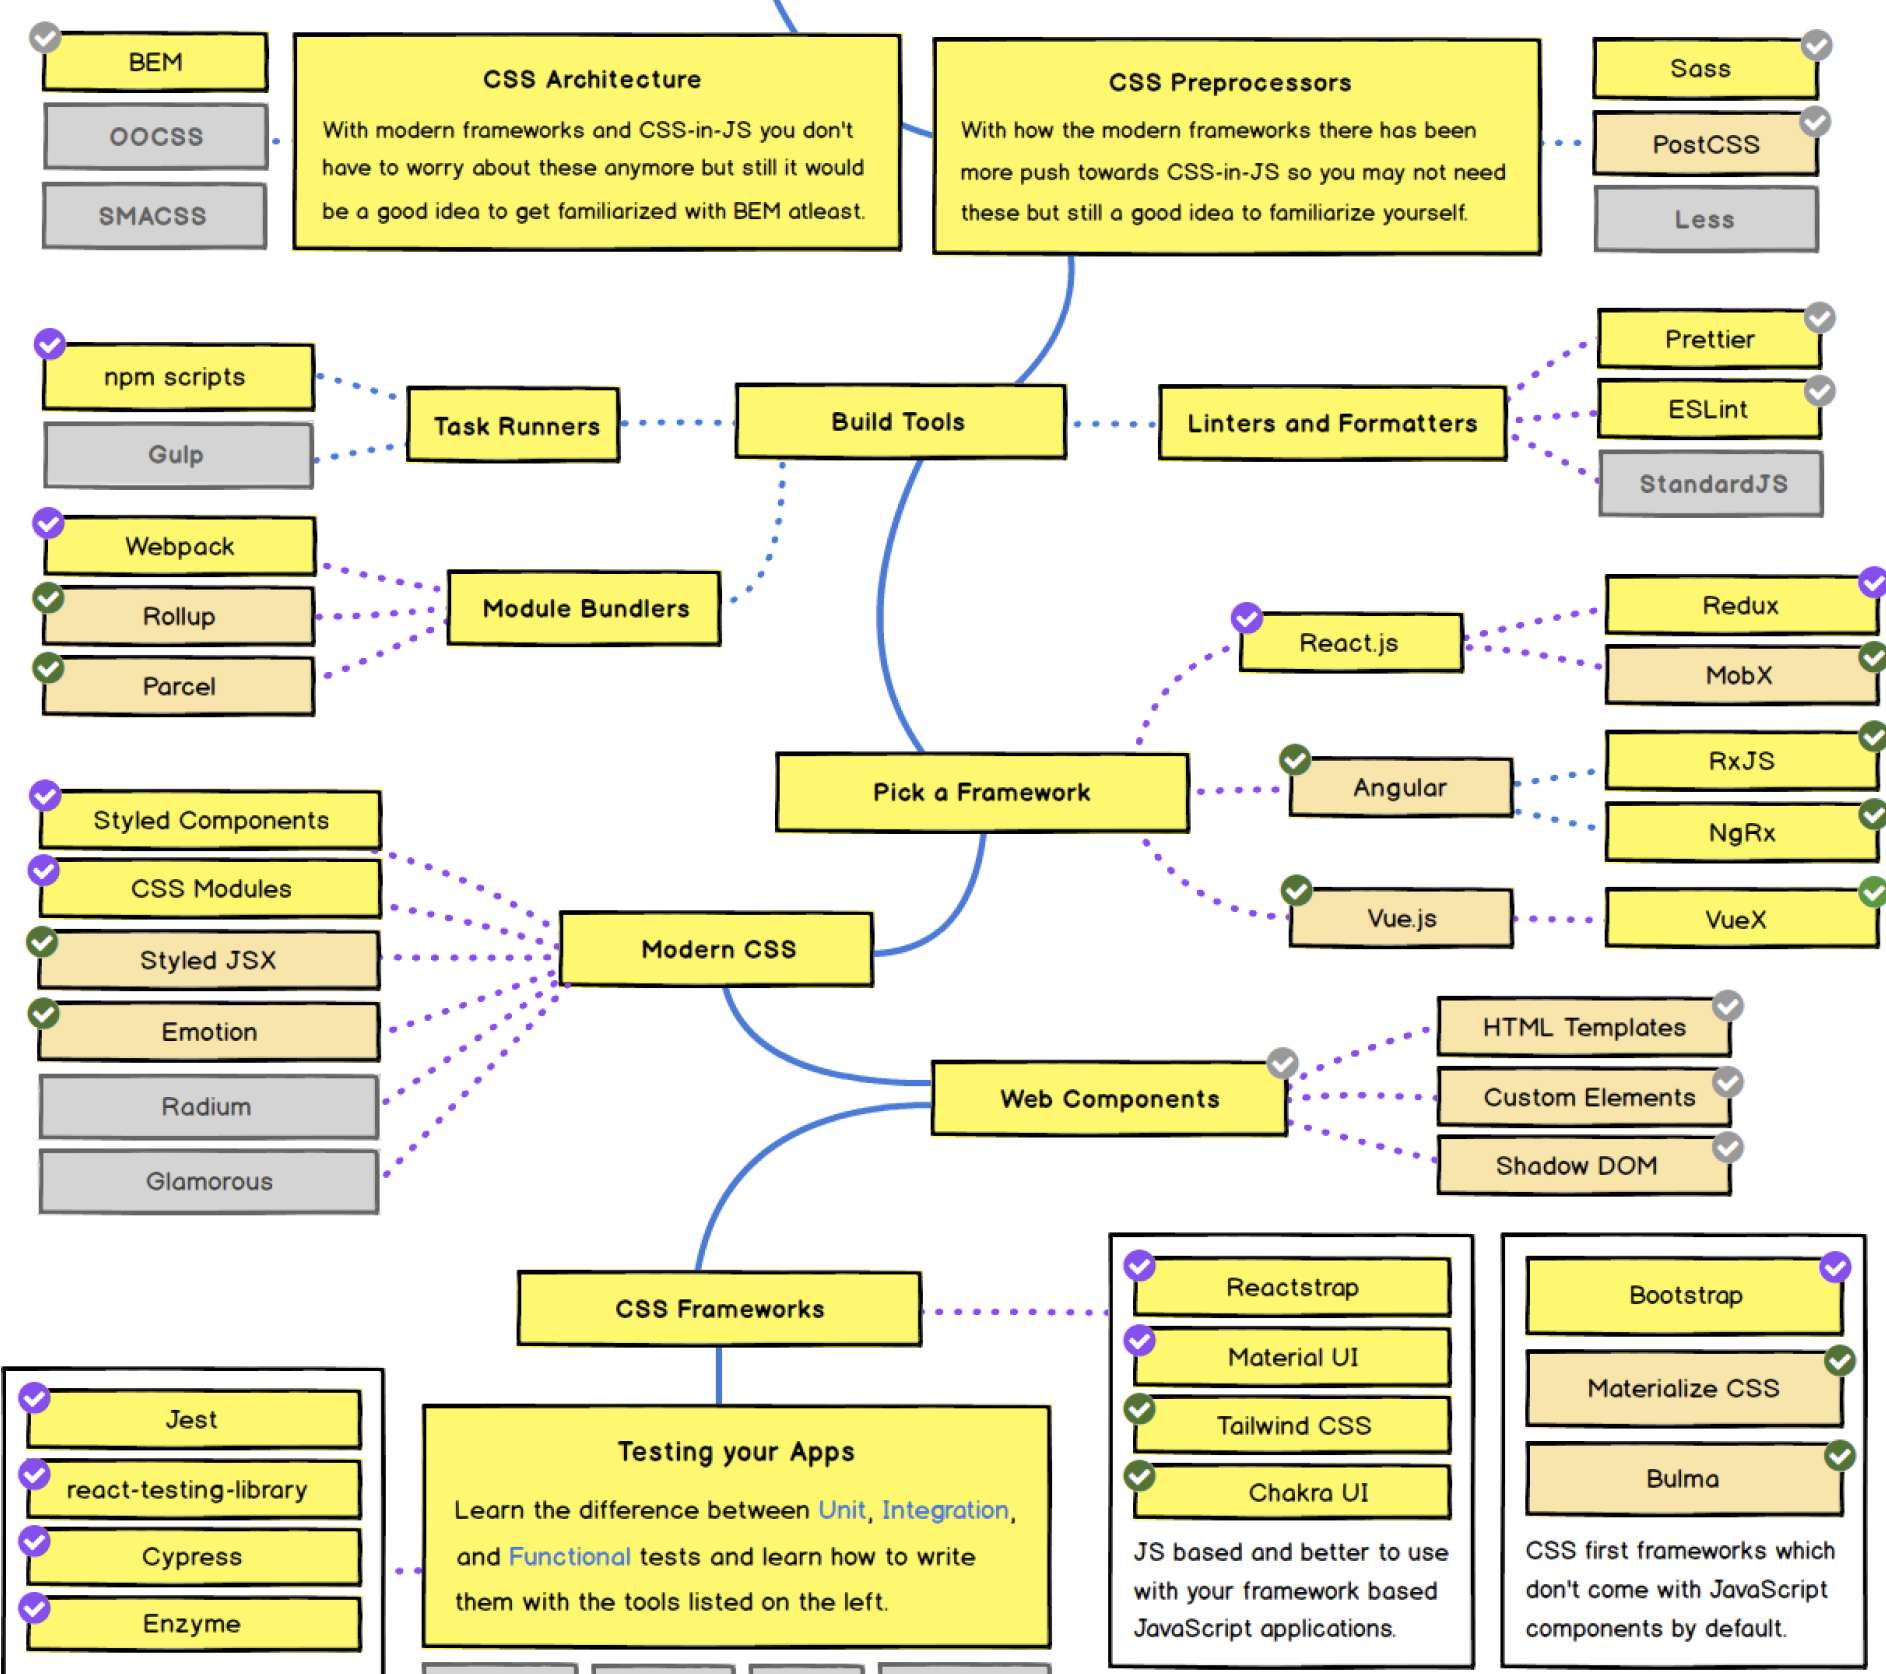 BEM
OOCSS
SMACSS
CSS Architecture
With modern frameworks and CSS-in-JS you don't
have to worry about these anymore but still it would
be a good idea to get familiarized with BEM atleast.
CSS Preprocessors
With how the modern frameworks there has been
more push towards CSS-in-JS so you may not need
these but still a good idea to familiarize yourself.
Sass
PostCSS
Less
npm scripts
Gulp
Task Runners
Build Tools
Linters and Formatters
Prettier
ESLint
StandardJS
Webpack
Rollup
Parcel
Module Bundlers
React.js
Redux
MobX
Pick a Framework
Angular
RxJS
NgRx
Vue.js
VueX
Styled Components
CSS Modules
Styled JSX
Emotion
Radium
Glamorous
Modern CSS
Web Components
HTML Templates
Custom Elements
Shadow DOM
CSS Frameworks
Reactstrap
Material UI
Tailwind CSS
Chakra UI
JS based and better to use
with your framework based
JavaScript applications.
Bootstrap
Materialize CSS
Bulma
CSS first frameworks which
don't come with JavaScript
components by default.
Jest
react-testing-library
Cypress
Enzyme
Testing your Apps
Learn the difference between Unit, Integration,
and Functional tests and learn how to write
them with the tools listed on the left.